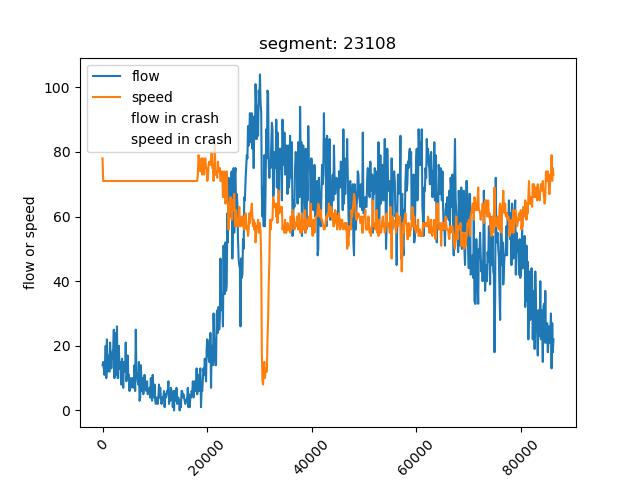 segment: 23108
flow
speed
flow in crash
speed in crash
flow or speed
100
80
60
40
20
0
0
20000
40000
60000
80000